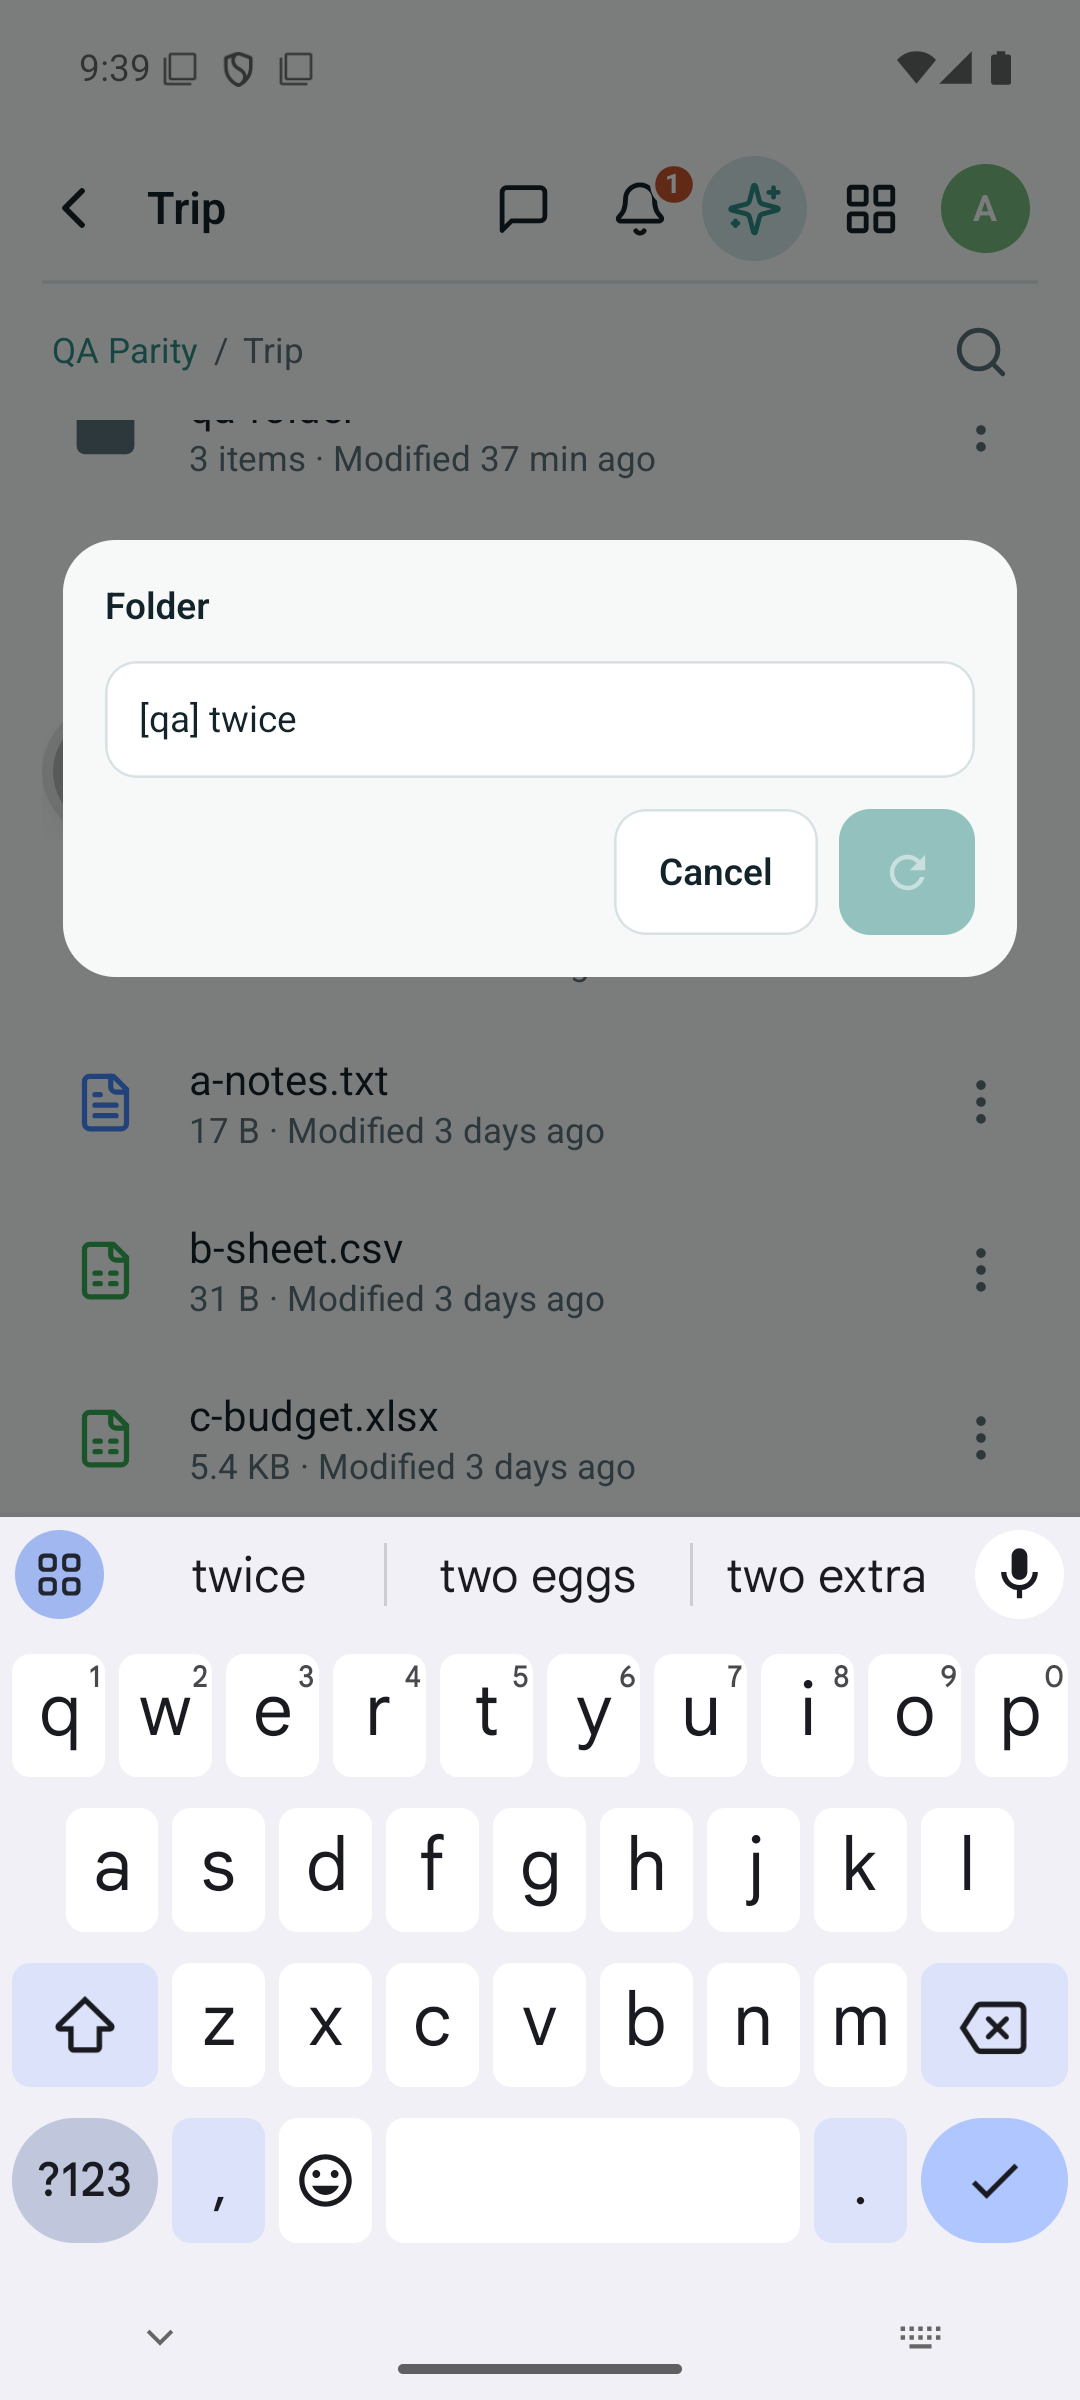 9:39
Trip
1
A
QA Parity / Trip
qa-folder
3 items · Modified 37 min ago
Folder
[qa] twice
Cancel
a-notes.txt
17 B · Modified 3 days ago
b-sheet.csv
31 B · Modified 3 days ago
c-budget.xlsx
5.4 KB · Modified 3 days ago
twice two eggs two extra
1 2 3 4 5 6 7 8 9 0
q w e r t y u i o p
a s d f g h j k l
z x c v b n m
?123 , .